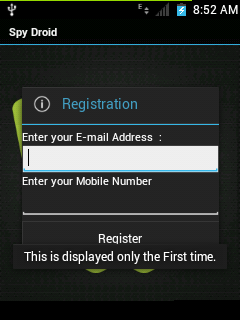 E
8:52 AM
Spy Droid
Registration
Enter your E-mail Address :
Enter your Mobile Number
Register
This is displayed only the First time.